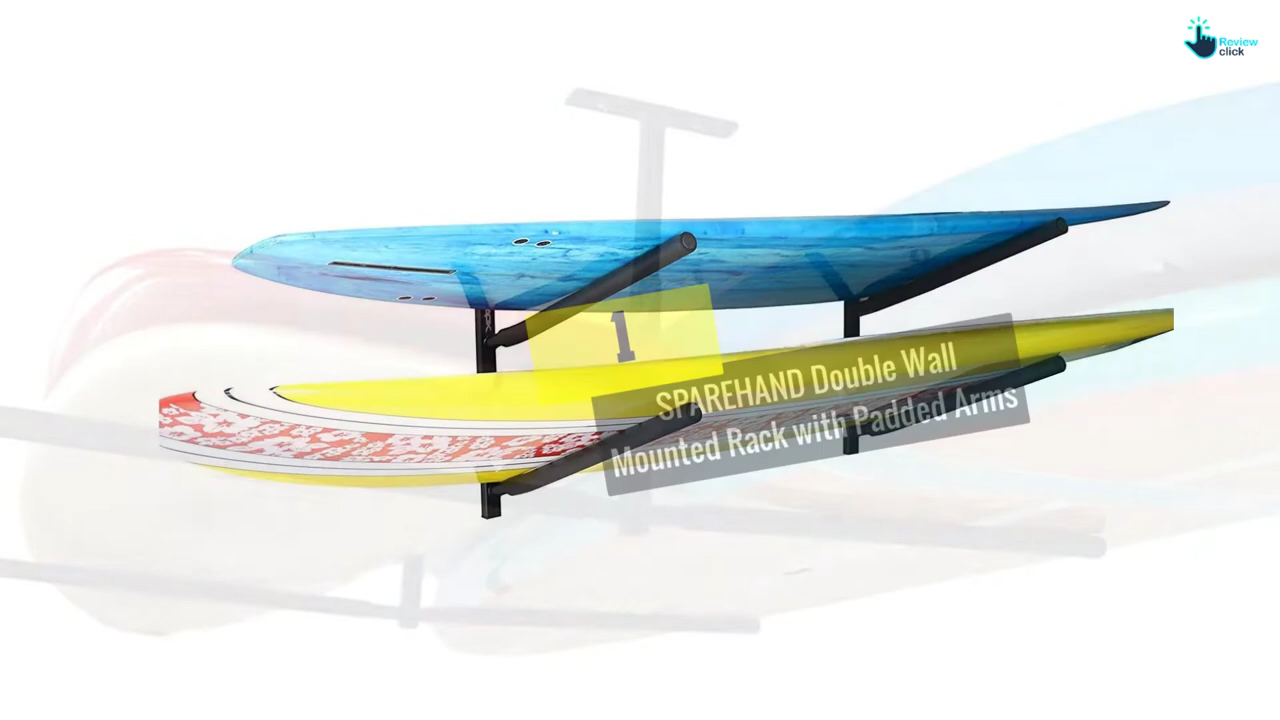 Review
click
1
SPAREHAND Double Wall
Mounted Rack with Padded Arms